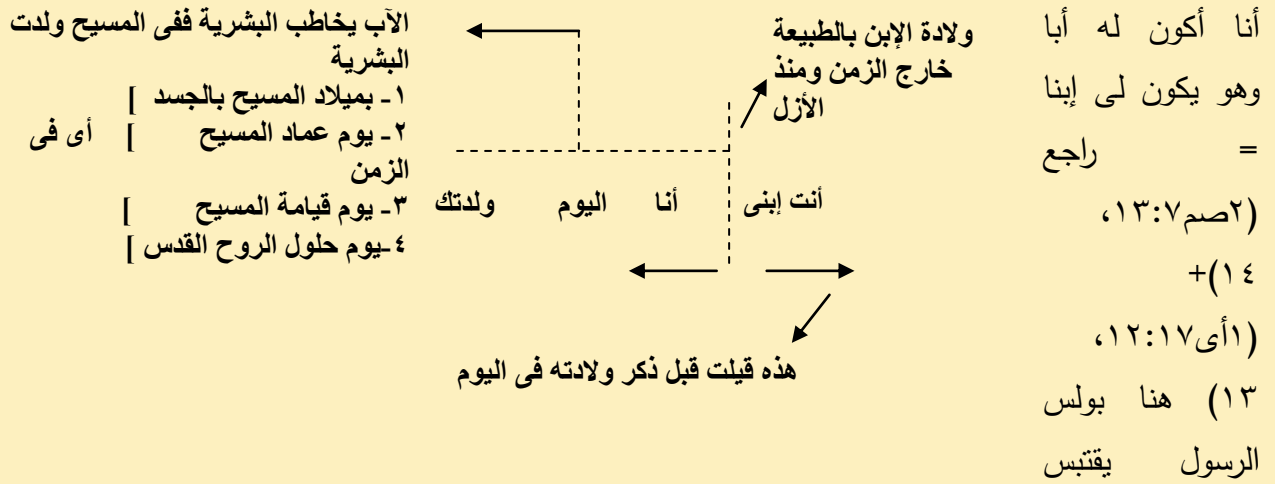 أنا أكون له أبا
وهو يكون لى إبنا
= راجع
(٢صم١٣:٧،
١٤)+
(١أى١٢:١٧،
١٣) هنا بولس
الرسول يقتبس
ولادة الإبن بالطبيعة
خارج الزمن ومنذ
الأزل
الآب يخاطب البشرية ففى المسيح ولدت
البشرية
١- بميلاد المسيح بالجسد [
٢- يوم عماد المسيح [ أى فى
الزمن
٣- يوم قيامة المسيح [
٤-يوم حلول الروح القدس [
أنت إبنى أنا اليوم ولدتك
هذه قيلت قبل ذكر ولادته فى اليوم